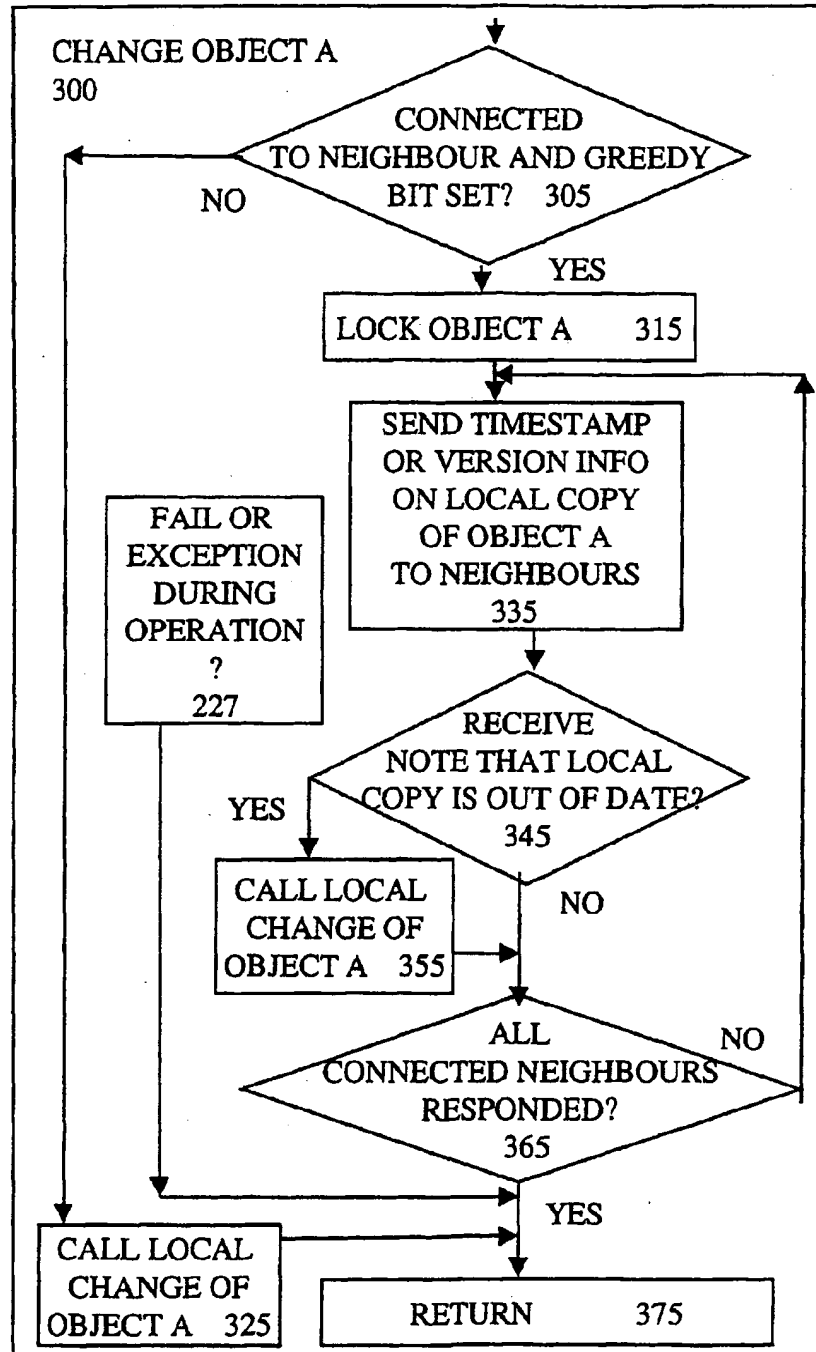 CHANGE OBJECT A
300
CONNECTED
TO NEIGHBOUR AND GREEDY
BIT SET? 305
NO
YES
LOCK OBJECT A 315
SEND TIMESTAMP
OR VERSION INFO
ON LOCAL COPY
OF OBJECT A
TO NEIGHBOURS
335
FAIL OR
EXCEPTION
DURING
OPERATION
?
227
RECEIVE
NOTE THAT LOCAL
COPY IS OUT OF DATE?
345
YES
NO
CALL LOCAL
CHANGE OF
OBJECT A 355
ALL
CONNECTED NEIGHBOURS
RESPONDED?
365
NO
YES
CALL LOCAL
CHANGE OF
OBJECT A 325
RETURN 375